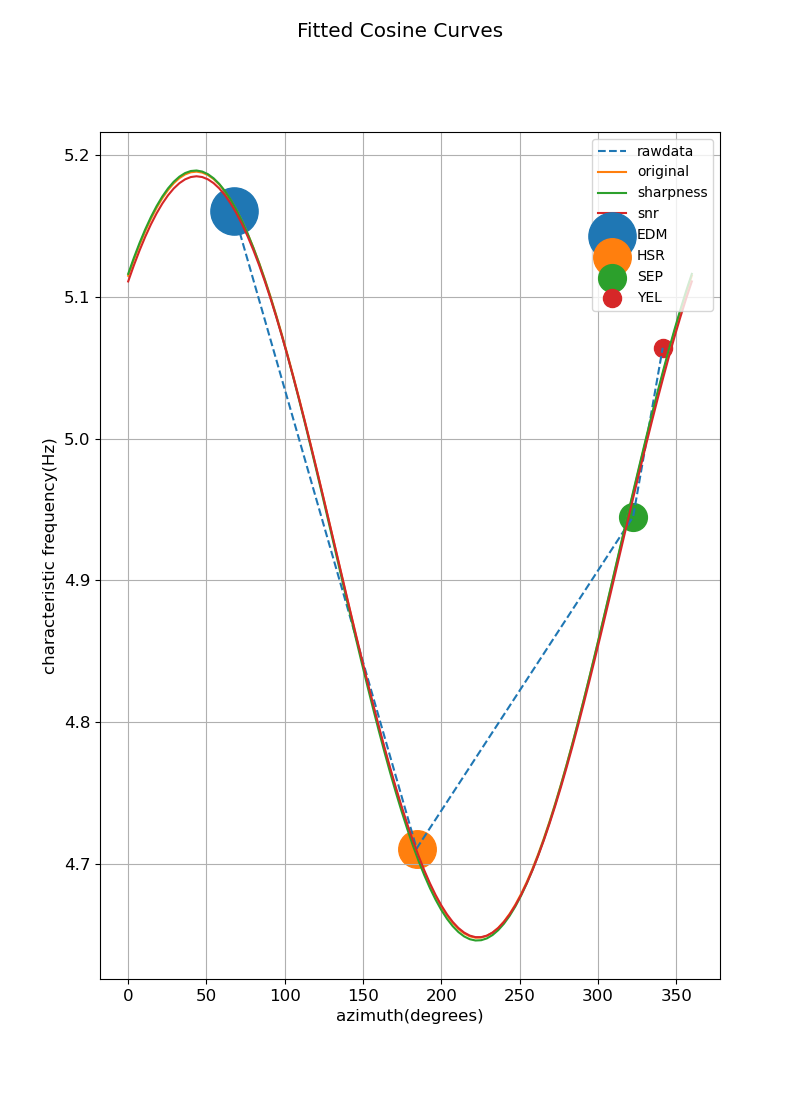 Fitted Cosine Curves
rawdata
original
sharpness
snr
EDM
HSR
SEP
YEL
5.2
5.1
5.0
4.9
4.8
4.7
characteristic frequency(Hz)
0 50 100 150 200 250 300 350
azimuth(degrees)